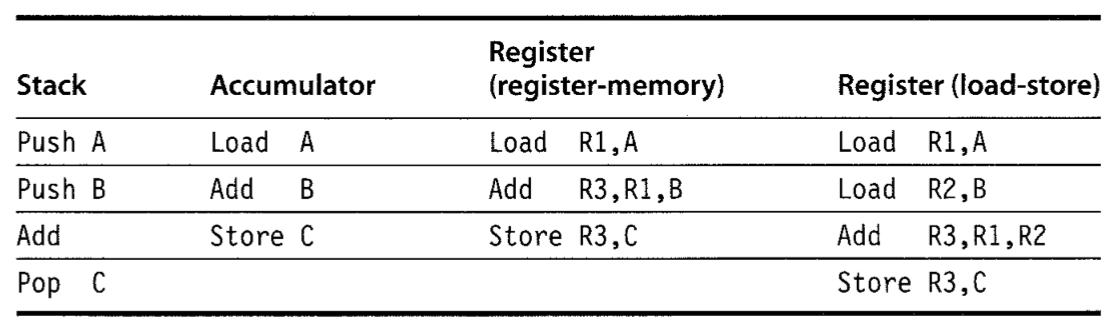 Stack Accumulator Register (register-memory) Register (load-store)
Push A Load A Load R1,A Load R1,A
Push B Add B Add R3,R1,B Load R2,B
Add Store C Store R3,C Add R3,R1,R2
Pop C Store R3,C